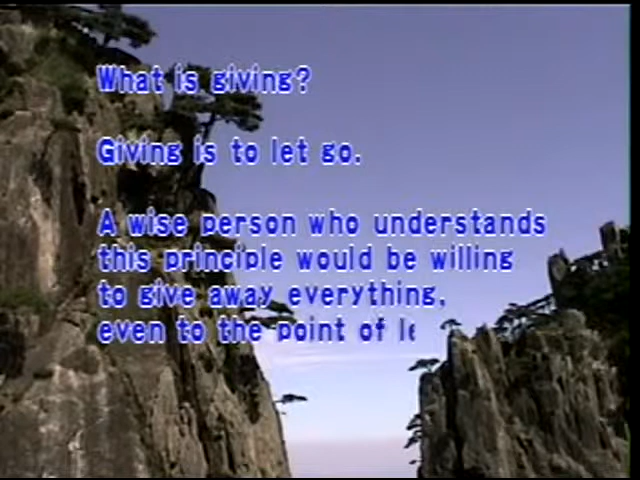 What is giving?
Giving is to let go.
A wise person who understands
this principle would be willing
to give away everything,
even to the point of